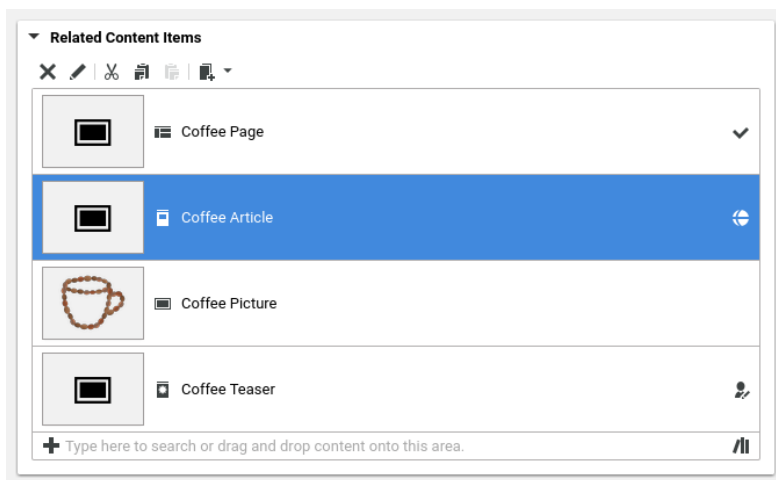 Related Content Items
Coffee Page
Coffee Article
Coffee Picture
Coffee Teaser
Type here to search or drag and drop content onto this area.